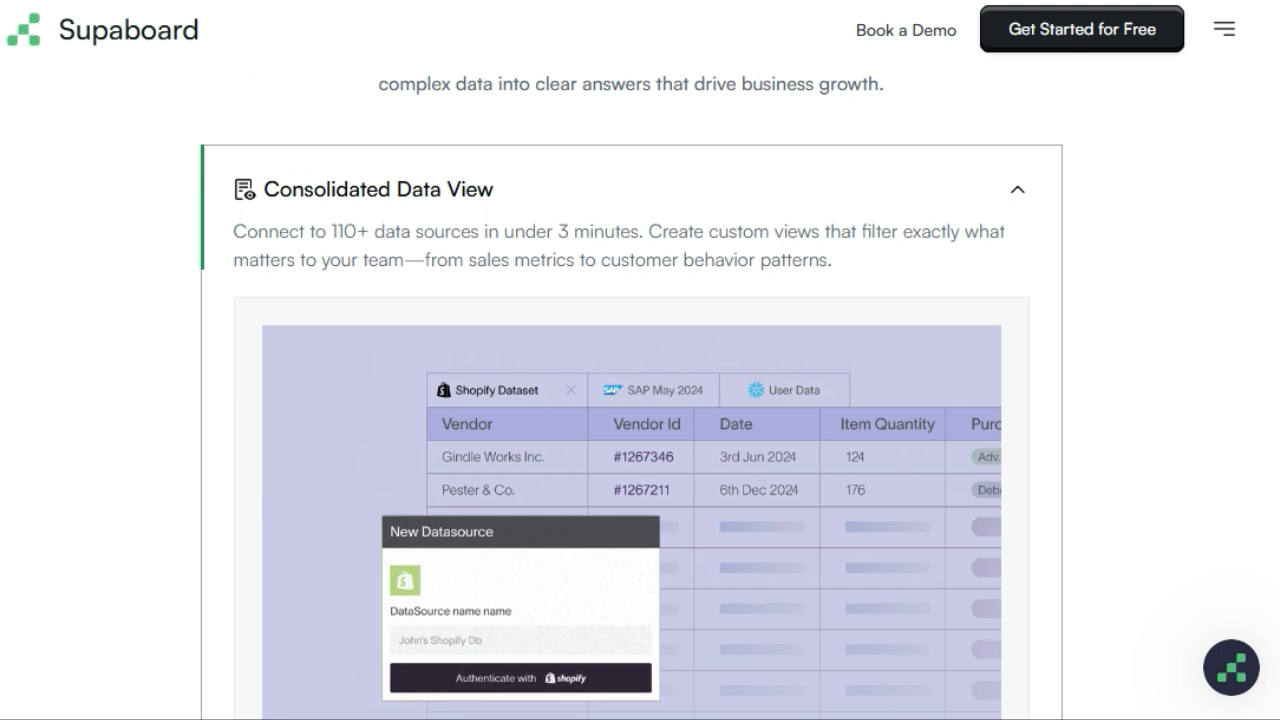 Supaboard
Book a Demo
Get Started for Free
complex data into clear answers that drive business growth.
Consolidated Data View
Connect to 110+ data sources in under 3 minutes. Create custom views that filter exactly what
matters to your team—from sales metrics to customer behavior patterns.
Shopify Dataset
SAP SAP May 2024
User Data
Vendor Vendor Id Date Item Quantity Purc
Gindle Works Inc. #1267346 3rd Jun 2024 124 Adv.
Pester & Co. #1267211 6th Dec 2024 176 Deb
New Datasource
DataSource name name
John's Shopify Db
Authenticate with shopify